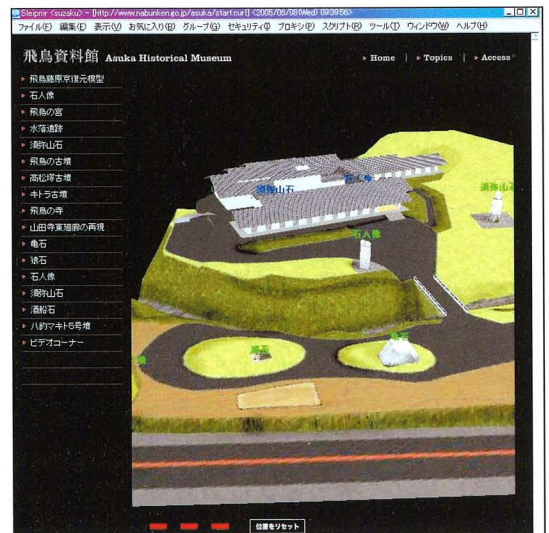 Sleipnir <suzaku> - [http://www.nabunken.go.jp/asuka/start.curl] <2005/06/08(Wed) 09:39:56>
ファイル(F) 編集(E) 表示(V) お気に入り(B) グループ(G) セキュリティ(I) プロキシ(P) スクリプト(R) ツール(T) ウィンドウ(W) ヘルプ(H)
飛鳥資料館 Asuka Historical Museum
Home | Topics | Access
飛鳥藤原京復元模型
石人像
飛鳥の宮
水落遺跡
須弥山石
飛鳥の古墳
高松塚古墳
キトラ古墳
飛鳥の寺
山田寺東回廊の再現
亀石
猿石
石人像
須弥山石
酒船石
八釣マキト5号墳
ビデオコーナー
須弥山石
石人像
須弥山石
石人像
位置をリセット